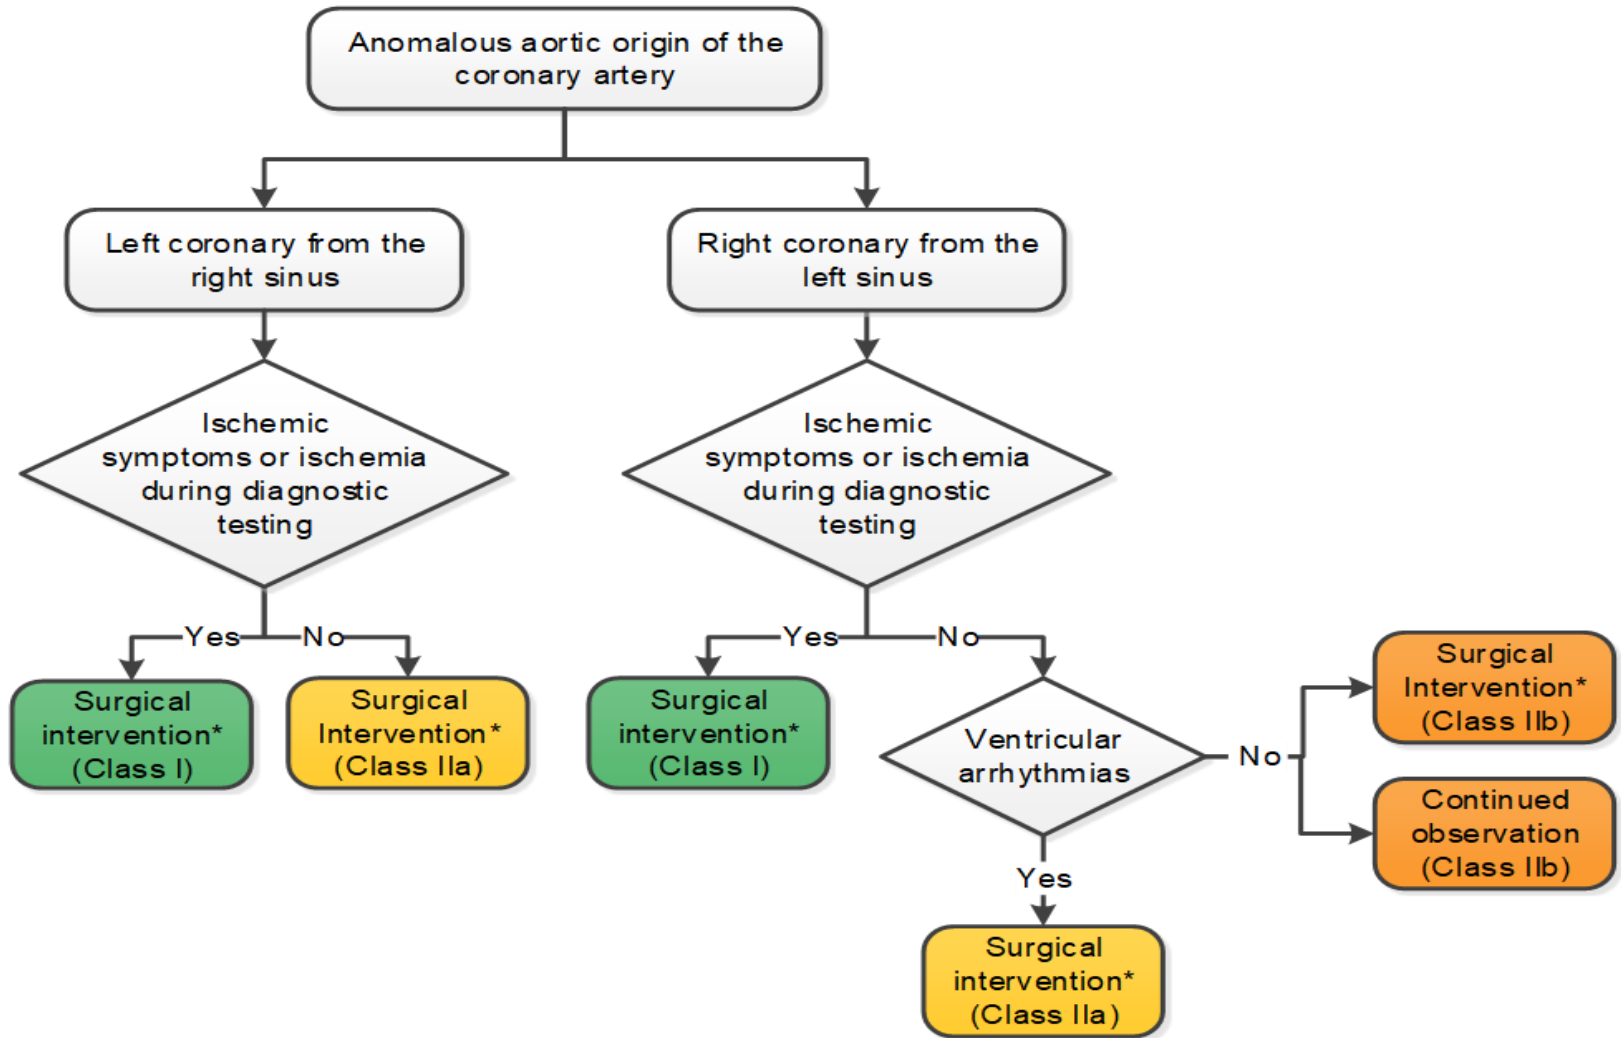 Anomalous aortic origin of the
coronary artery
Left coronary from the
right sinus
Right coronary from the
left sinus
Ischemic
symptoms or ischemia
during diagnostic
testing
Ischemic
symptoms or ischemia
during diagnostic
testing
Yes
No
Yes
No
Surgical
intervention*
(Class I)
Surgical
Intervention*
(Class IIa)
Surgical
intervention*
(Class I)
Ventricular
arrhythmias
No
Surgical
Intervention*
(Class IIb)
Continued
observation
(Class IIb)
Yes
Surgical
intervention*
(Class IIa)